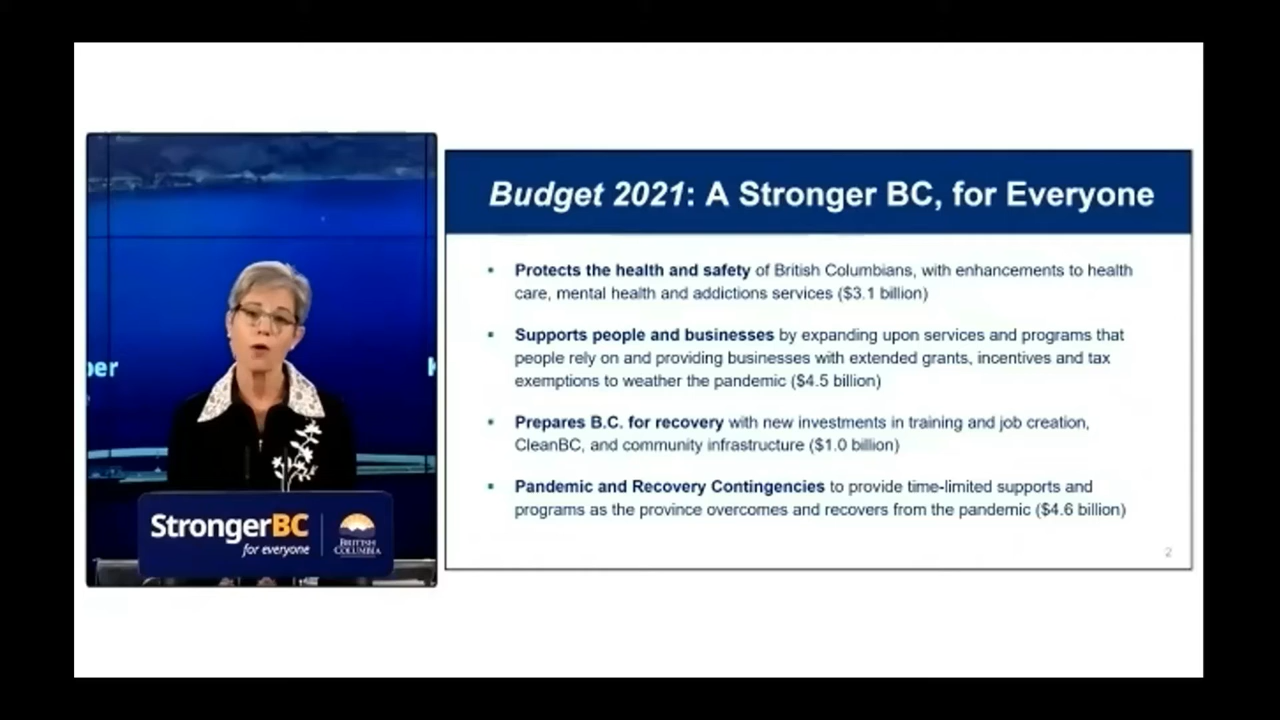 Budget 2021: A Stronger BC, for Everyone
▪ Protects the health and safety of British Columbians, with enhancements to health
care, mental health and addictions services ($3.1 billion)
▪ Supports people and businesses by expanding upon services and programs that
people rely on and providing businesses with extended grants, incentives and tax
exemptions to weather the pandemic ($4.5 billion)
▪ Prepares B.C. for recovery with new investments in training and job creation,
CleanBC, and community infrastructure ($1.0 billion)
▪ Pandemic and Recovery Contingencies to provide time-limited supports and
programs as the province overcomes and recovers from the pandemic ($4.6 billion)
2
StrongerBC
for everyone
BRITISH
COLUMBIA